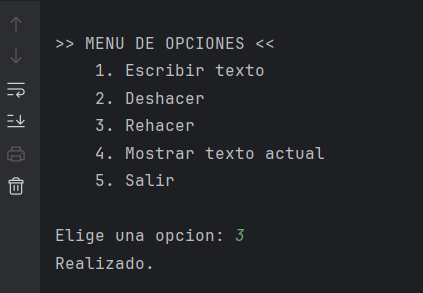 >> MENU DE OPCIONES <<
1. Escribir texto
2. Deshacer
3. Rehacer
4. Mostrar texto actual
5. Salir
Elige una opcion: 3
Realizado.